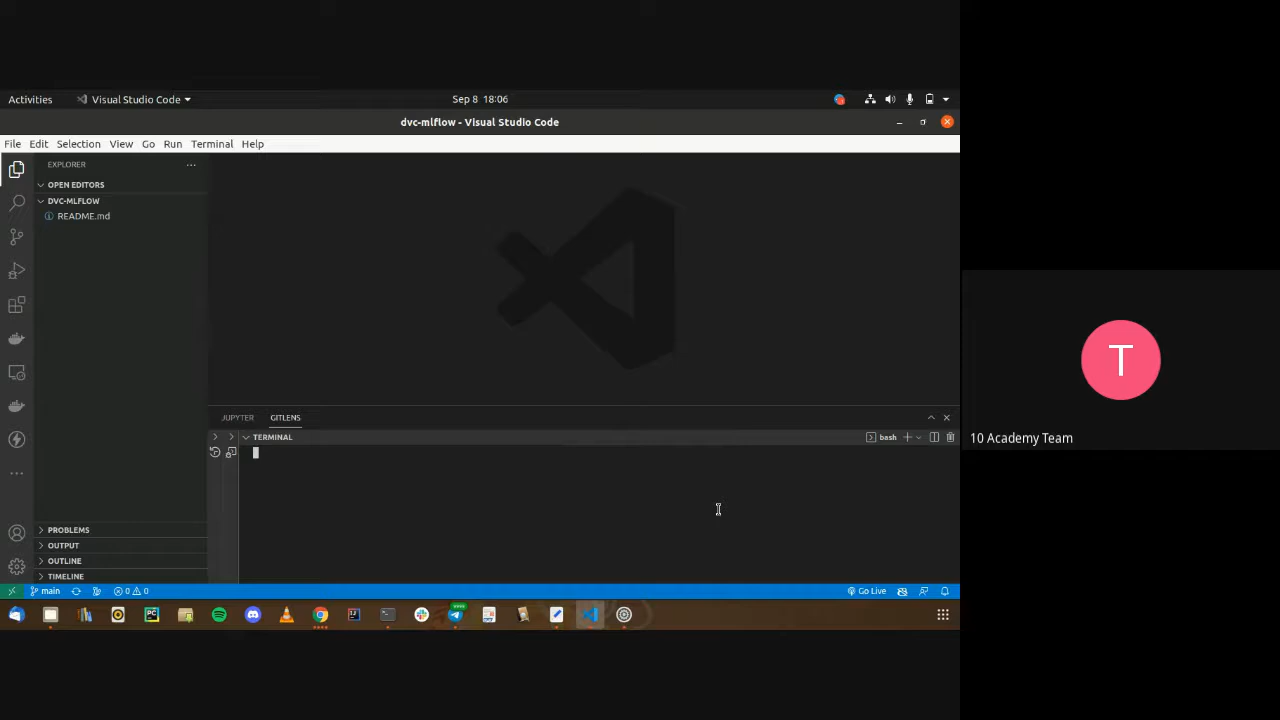 Activities Visual Studio Code Sep 8 18:06
dvc-mlflow - Visual Studio Code
File Edit Selection View Go Run Terminal Help
EXPLORER
OPEN EDITORS
DVC-MLFLOW
README.md
JUPYTER GITLENS
TERMINAL bash
T
10 Academy Team
PROBLEMS
OUTPUT
OUTLINE
TIMELINE
main 0 0 Go Live